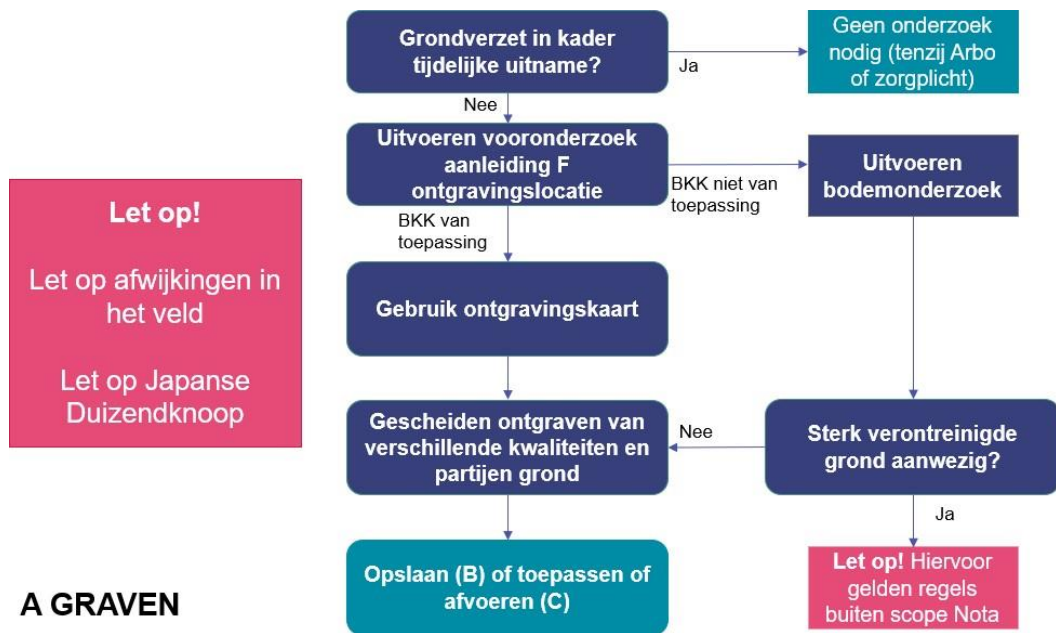 Grondverzet in kader
tijdelijke uitname?
Ja
Geen onderzoek
nodig (tenzij Arbo
of zorgplicht)
Nee
Uitvoeren vooronderzoek
aanleiding F
ontgravingslocatie
BKK niet van
toepassing
Uitvoeren
bodemonderzoek
BKK van
toepassing
Let op!
Let op afwijkingen in
het veld
Let op Japanse
Duizendknoop
Gebruik ontgravingskaart
Gescheiden ontgraven van
verschillende kwaliteiten en
partijen grond
Nee
Sterk verontreinigde
grond aanwezig?
Ja
Opslaan (B) of toepassen of
afvoeren (C)
Let op! Hiervoor
gelden regels
buiten scope Nota
A GRAVEN